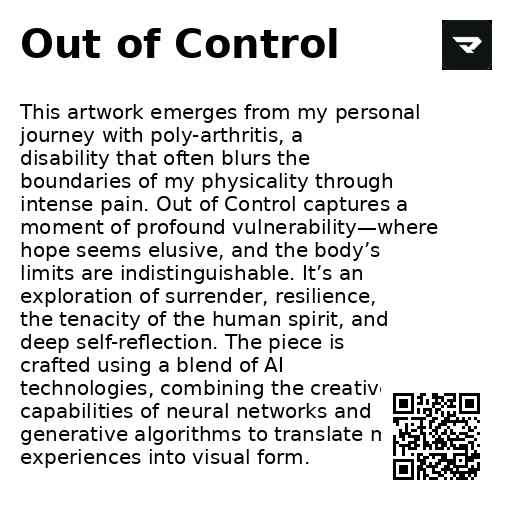 Out of Control
This artwork emerges from my personal
journey with poly-arthritis, a
disability that often blurs the
boundaries of my physicality through
intense pain. Out of Control captures a
moment of profound vulnerability—where
hope seems elusive, and the body’s
limits are indistinguishable. It’s an
exploration of surrender, resilience,
the tenacity of the human spirit, and
deep self-reflection. The piece is
crafted using a blend of AI
technologies, combining the creative
capabilities of neural networks and
generative algorithms to translate
experiences into visual form.